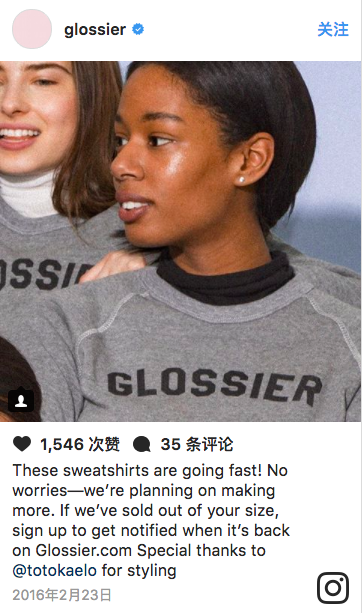 glossier
关注
OSSIE
GLOSSIER
1,546 次赞 35 条评论
These sweatshirts are going fast! No
worries—we’re planning on making
more. If we’ve sold out of your size,
sign up to get notified when it’s back
on Glossier.com Special thanks to
@totokaelo for styling
2016年2月23日